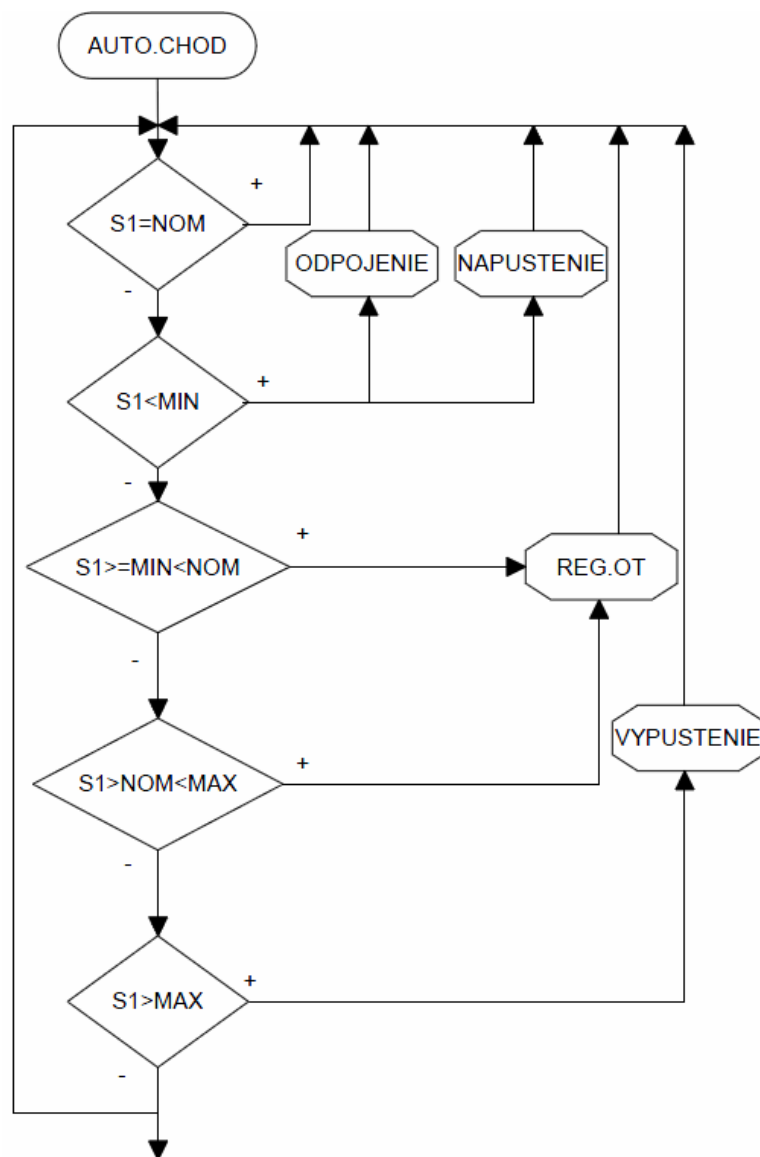 AUTO.CHOD
+
S1=NOM
ODPOJENIE
NAPUSTENIE
-
+
S1<MIN
-
+
S1>=MIN<NOM
REG.OT
-
VYPUSTENIE
+
S1>NOM<MAX
-
+
S1>MAX
-